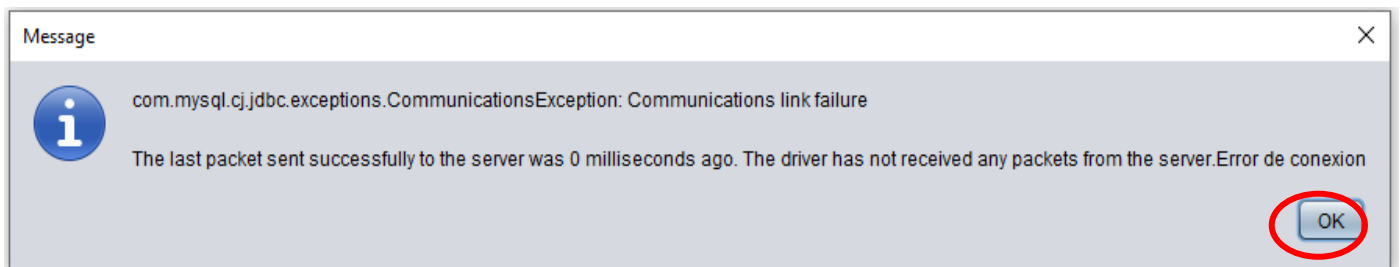 Message
com.mysql.cj.jdbc.exceptions.CommunicationsException: Communications link failure
The last packet sent successfully to the server was 0 milliseconds ago. The driver has not received any packets from the server.Error de conexion
OK